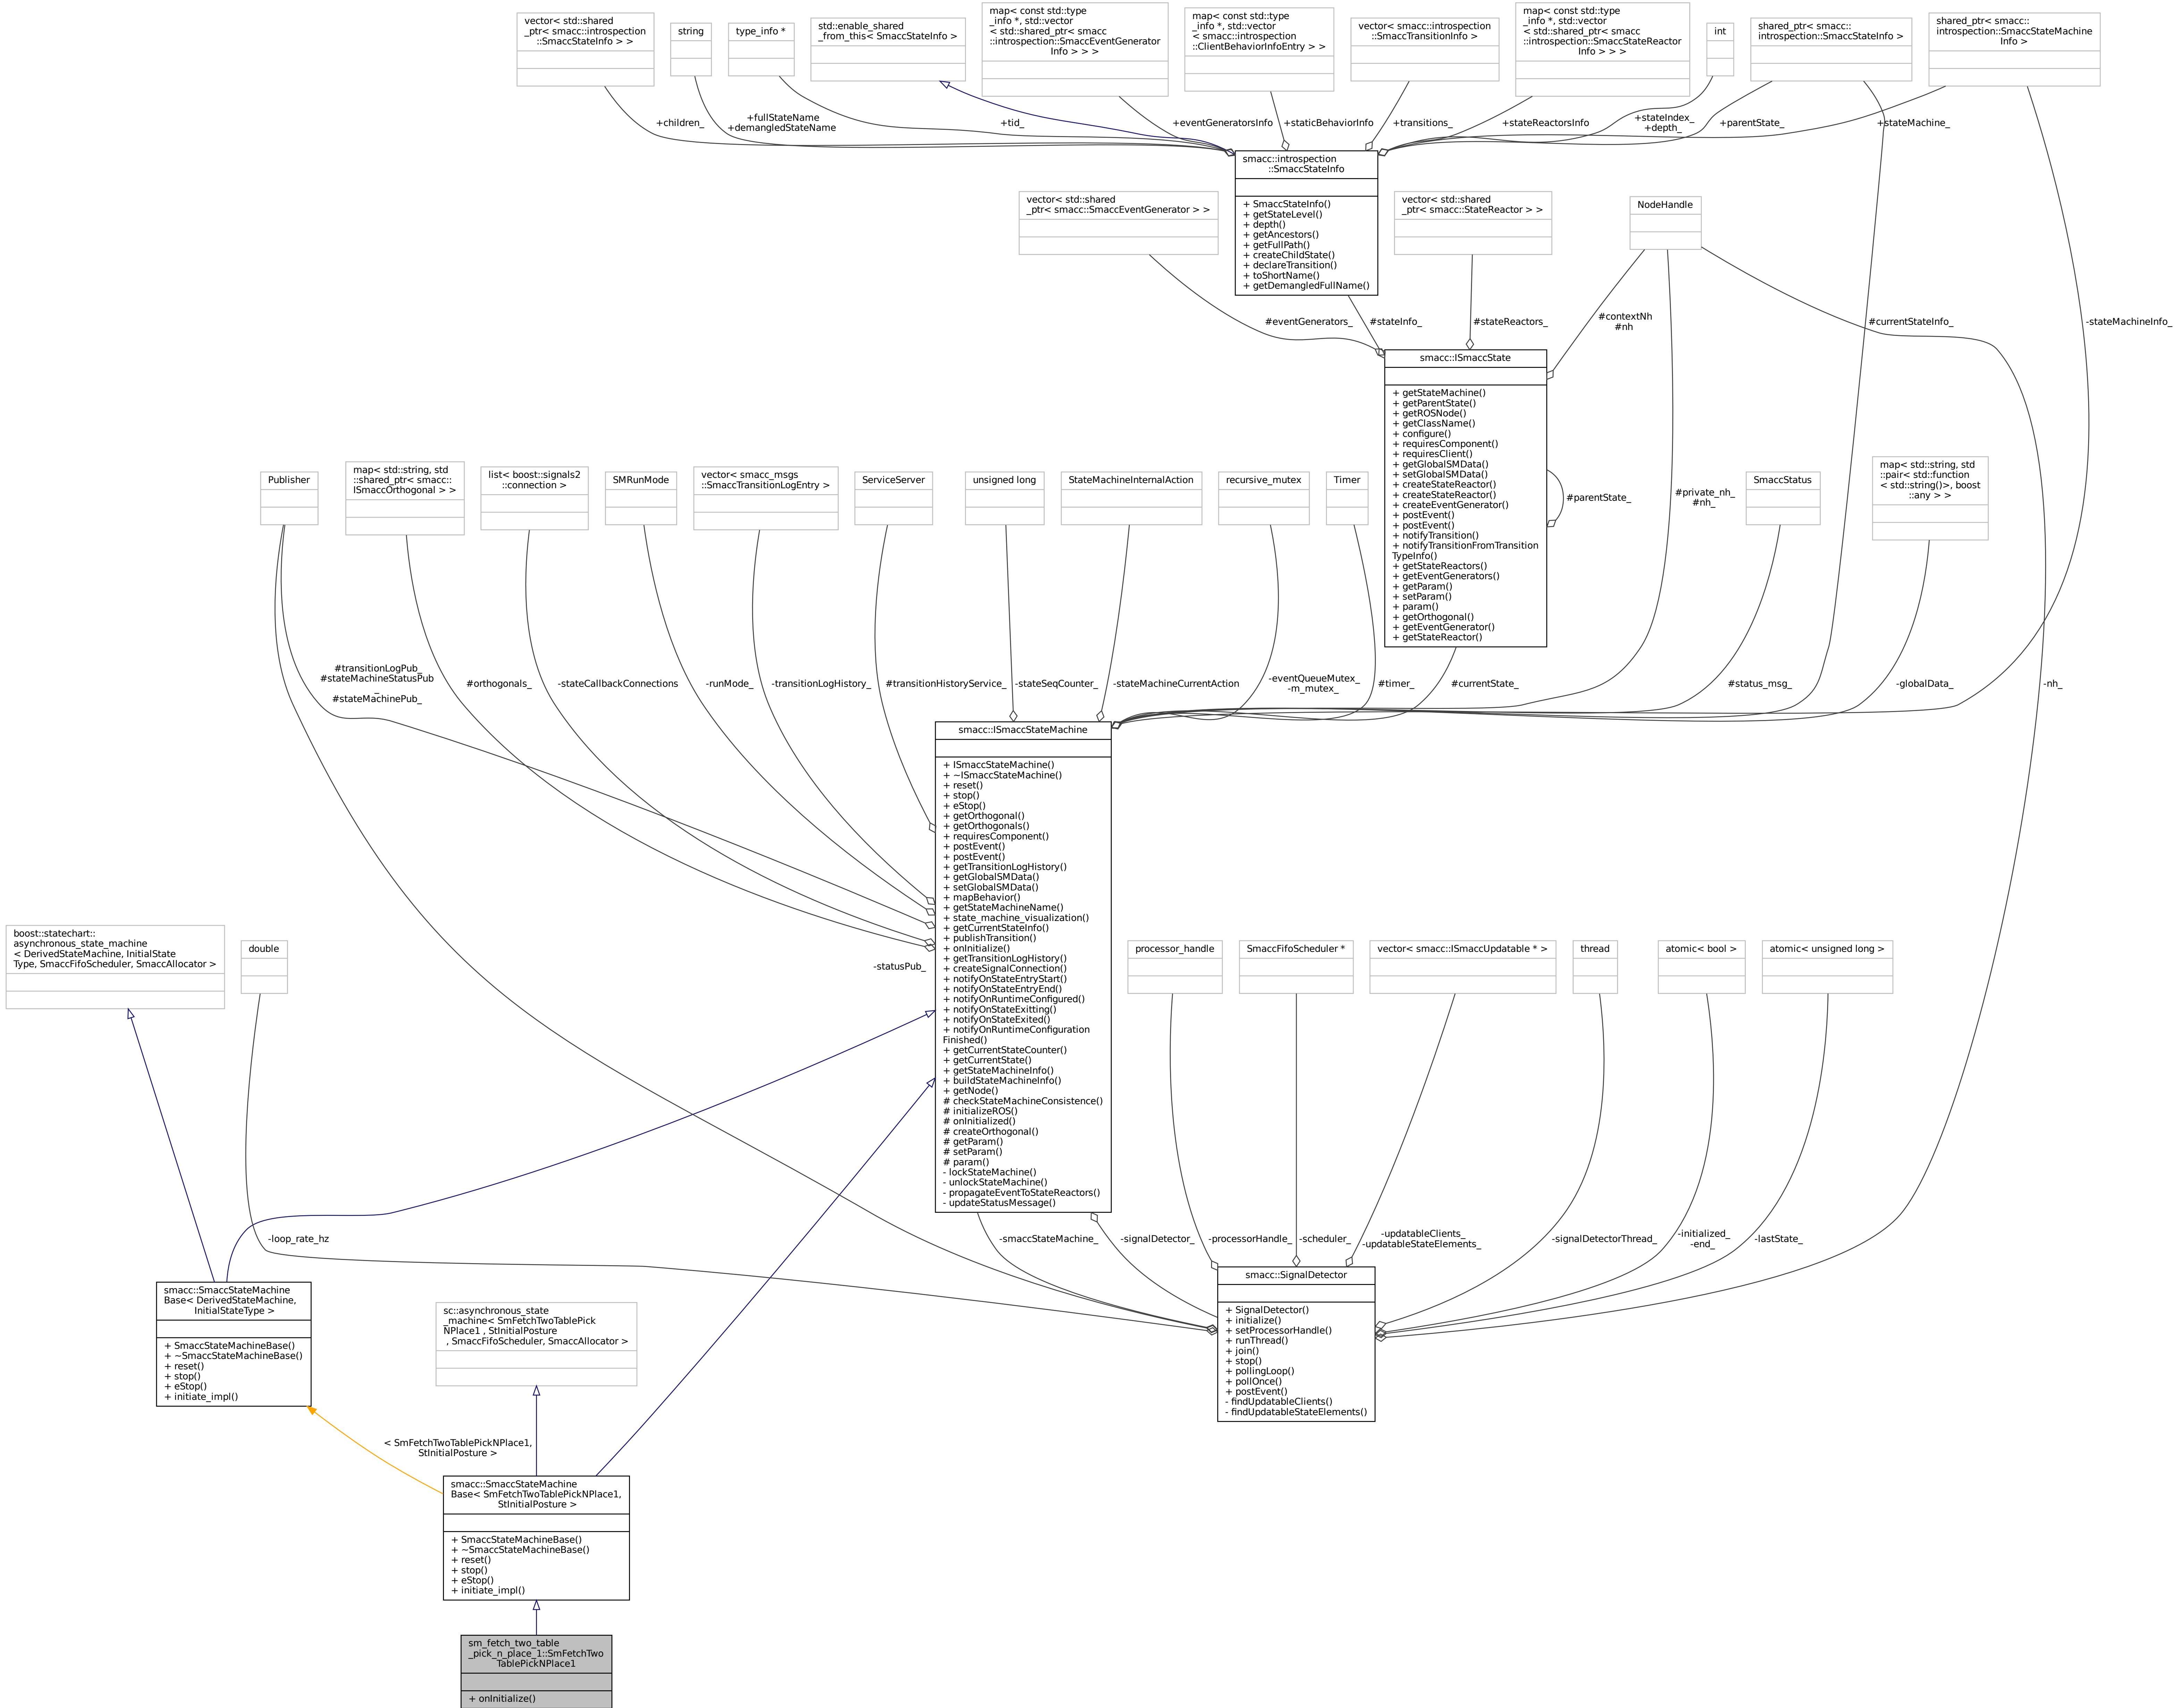 vector< std::shared
_ptr< smacc::introspection
::SmaccStateInfo > >
string
type_info *
std::enable_shared
_from_this< SmaccStateInfo >
map< const std::type
_info *, std::vector
< std::shared_ptr< smacc
::introspection::SmaccEventGenerator
Info > > >
map< const std::type
_info *, std::vector
< smacc::introspection
::ClientBehaviorInfoEntry > >
vector< smacc::introspection
::SmaccTransitionInfo >
map< const std::type
_info *, std::vector
< std::shared_ptr< smacc
::introspection::SmaccStateReactor
Info > > >
int
shared_ptr< smacc::
introspection::SmaccStateInfo >
shared_ptr< smacc::
introspection::SmaccStateMachine
Info >
+children_
+fullStateName
+demangledStateName
+tid_
+eventGeneratorsInfo
+staticBehaviorInfo
+transitions_
+stateReactorsInfo
+stateIndex_
+depth_
+parentState_
+stateMachine_
smacc::introspection
::SmaccStateInfo
+ SmaccStateInfo()
+ getStateLevel()
+ depth()
+ getAncestors()
+ getFullPath()
+ createChildState()
+ declareTransition()
+ toShortName()
+ getDemangledFullName()
vector< std::shared
_ptr< smacc::SmaccEventGenerator > >
vector< std::shared
_ptr< smacc::StateReactor > >
NodeHandle
#eventGenerators_
#stateInfo_
#stateReactors_
#contextNh
#nh
#currentStateInfo_
-stateMachineInfo_
smacc::ISmaccState
+ getStateMachine()
+ getParentState()
+ getROSNode()
+ getClassName()
+ configure()
+ requiresComponent()
+ requiresClient()
+ getGlobalSMData()
+ setGlobalSMData()
+ createStateReactor()
+ createStateReactor()
+ createEventGenerator()
+ postEvent()
+ postEvent()
+ notifyTransition()
+ notifyTransitionFromTransition
TypeInfo()
+ getStateReactors()
+ getEventGenerators()
+ getParam()
+ setParam()
+ param()
+ getOrthogonal()
+ getEventGenerator()
+ getStateReactor()
#parentState_
#private_nh_
#nh_
Publisher
map< std::string, std
::shared_ptr< smacc::
ISmaccOrthogonal > >
list< boost::signals2
::connection >
SMRunMode
vector< smacc_msgs
::SmaccTransitionLogEntry >
ServiceServer
unsigned long
StateMachineInternalAction
recursive_mutex
Timer
SmaccStatus
map< std::string, std
::pair< std::function
< std::string()>, boost
::any > >
#transitionLogPub_
#stateMachineStatusPub
_
#stateMachinePub_
#orthogonals_
-stateCallbackConnections
-runMode_
-transitionLogHistory_
#transitionHistoryService_
-stateSeqCounter_
-stateMachineCurrentAction
-eventQueueMutex_
-m_mutex_
#timer_
#currentState_
#status_msg_
-globalData_
-nh_
smacc::ISmaccStateMachine
+ ISmaccStateMachine()
+ ~ISmaccStateMachine()
+ reset()
+ stop()
+ eStop()
+ getOrthogonal()
+ getOrthogonals()
+ requiresComponent()
+ postEvent()
+ postEvent()
+ getTransitionLogHistory()
+ getGlobalSMData()
+ setGlobalSMData()
+ mapBehavior()
+ getStateMachineName()
+ state_machine_visualization()
+ getCurrentStateInfo()
+ publishTransition()
+ onInitialize()
+ getTransitionLogHistory()
+ createSignalConnection()
+ notifyOnStateEntryStart()
+ notifyOnStateEntryEnd()
+ notifyOnRuntimeConfigured()
+ notifyOnStateExitting()
+ notifyOnStateExited()
+ notifyOnRuntimeConfiguration
Finished()
+ getCurrentStateCounter()
+ getCurrentState()
+ getStateMachineInfo()
+ buildStateMachineInfo()
+ getNode()
# checkStateMachineConsistence()
# initializeROS()
# onInitialized()
# createOrthogonal()
# getParam()
# setParam()
# param()
- lockStateMachine()
- unlockStateMachine()
- propagateEventToStateReactors()
- updateStatusMessage()
boost::statechart::
asynchronous_state_machine
< DerivedStateMachine, InitialState
Type, SmaccFifoScheduler, SmaccAllocator >
double
-statusPub_
processor_handle
SmaccFifoScheduler *
vector< smacc::ISmaccUpdatable * >
thread
atomic< bool >
atomic< unsigned long >
-loop_rate_hz
-smaccStateMachine_
-signalDetector_
-processorHandle_
-scheduler_
-updatableClients_
-updatableStateElements_
-signalDetectorThread_
-initialized_
-end_
-lastState_
smacc::SmaccStateMachine
Base< DerivedStateMachine,
InitialStateType >
+ SmaccStateMachineBase()
+ ~SmaccStateMachineBase()
+ reset()
+ stop()
+ eStop()
+ initiate_impl()
sc::asynchronous_state
_machine< SmFetchTwoTablePick
NPlace1 , StInitialPosture
, SmaccFifoScheduler, SmaccAllocator >
smacc::SignalDetector
+ SignalDetector()
+ initialize()
+ setProcessorHandle()
+ runThread()
+ join()
+ stop()
+ pollingLoop()
+ pollOnce()
+ postEvent()
- findUpdatableClients()
- findUpdatableStateElements()
< SmFetchTwoTablePickNPlace1,
StInitialPosture >
smacc::SmaccStateMachine
Base< SmFetchTwoTablePickNPlace1,
StInitialPosture >
+ SmaccStateMachineBase()
+ ~SmaccStateMachineBase()
+ reset()
+ stop()
+ eStop()
+ initiate_impl()
sm_fetch_two_table
_pick_n_place_1::SmFetchTwo
TablePickNPlace1
+ onInitialize()